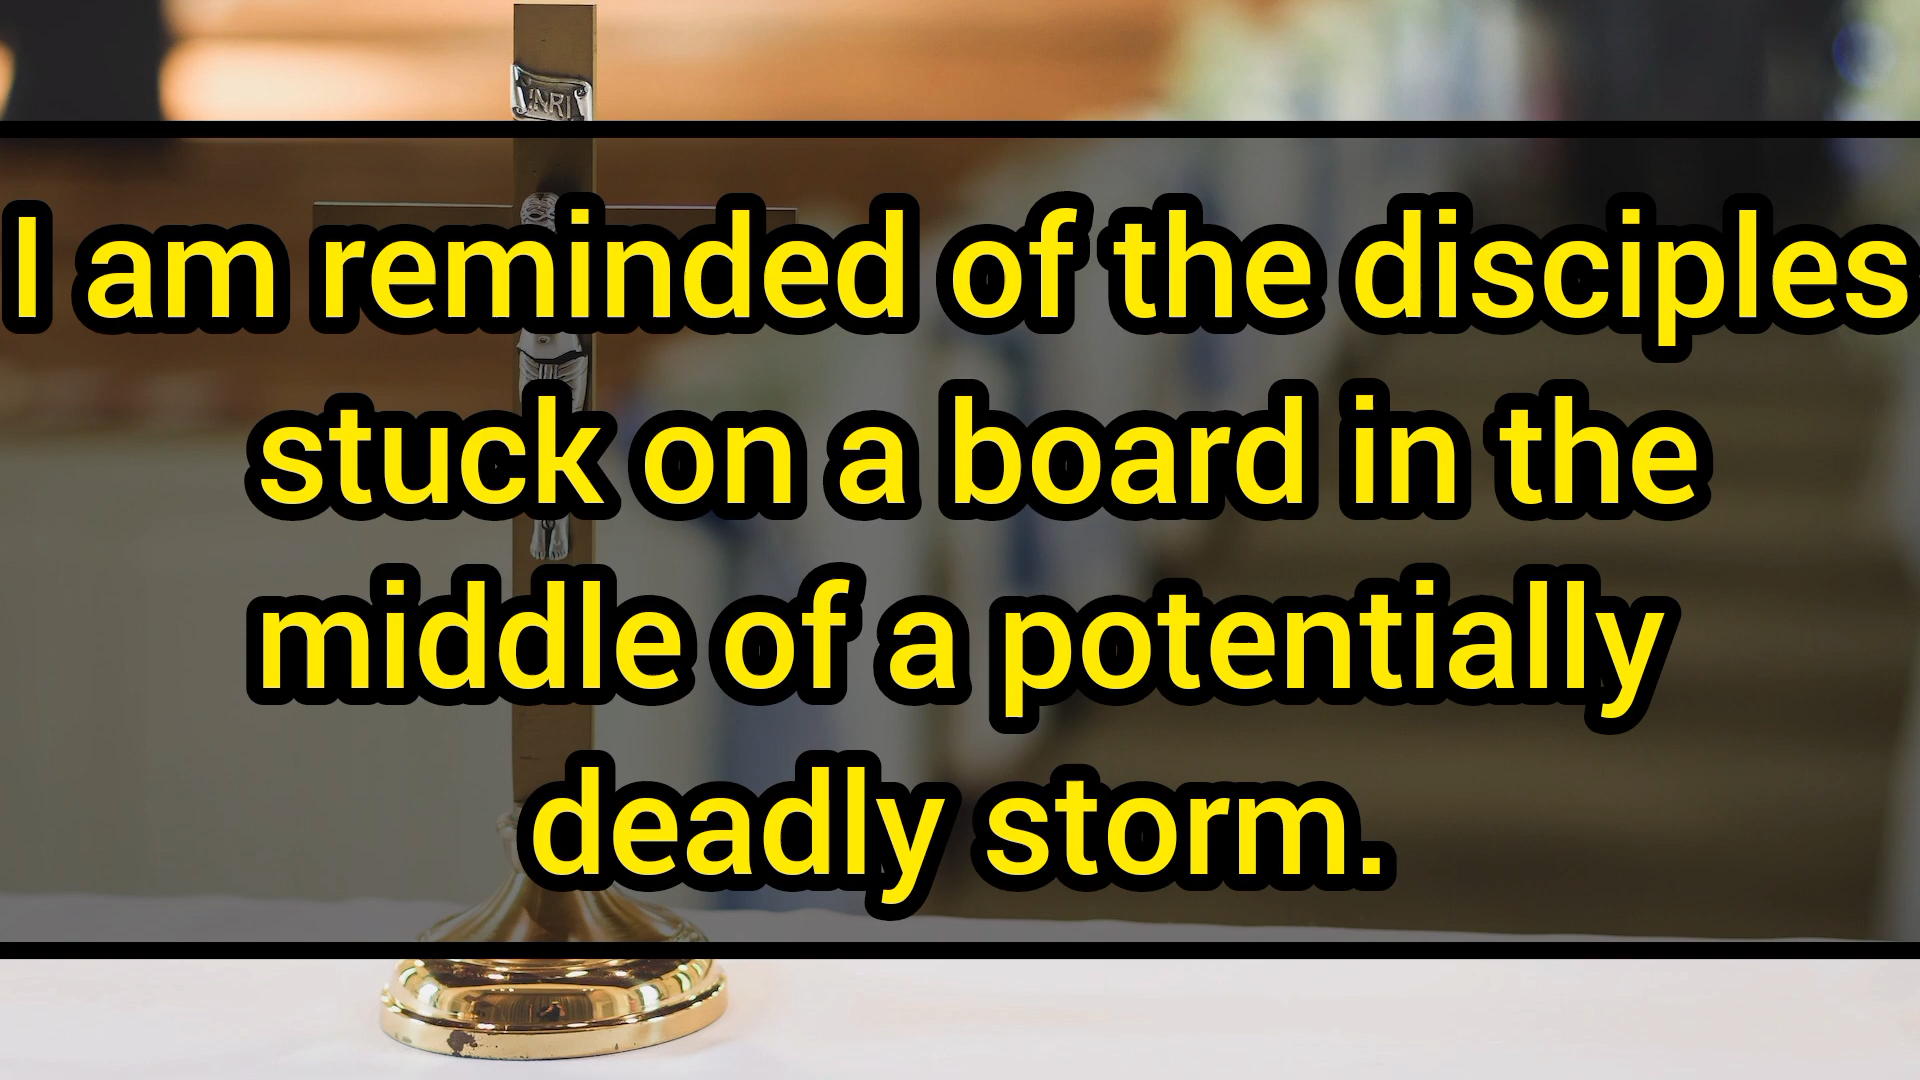 INRI
I am reminded of the disciples
stuck on a board in the
middle of a potentially
deadly storm.